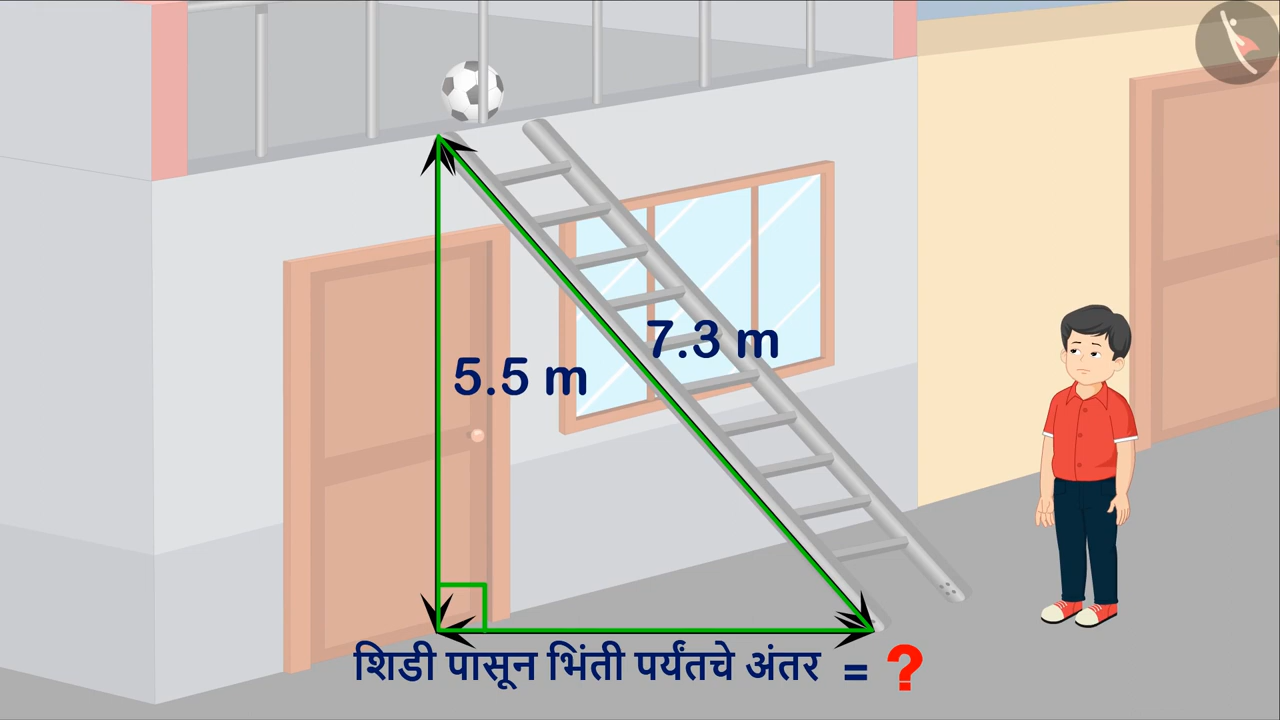 7.3 m
5.5 m
शिडी पासून भिंती पर्यंतचे अंतर = ?